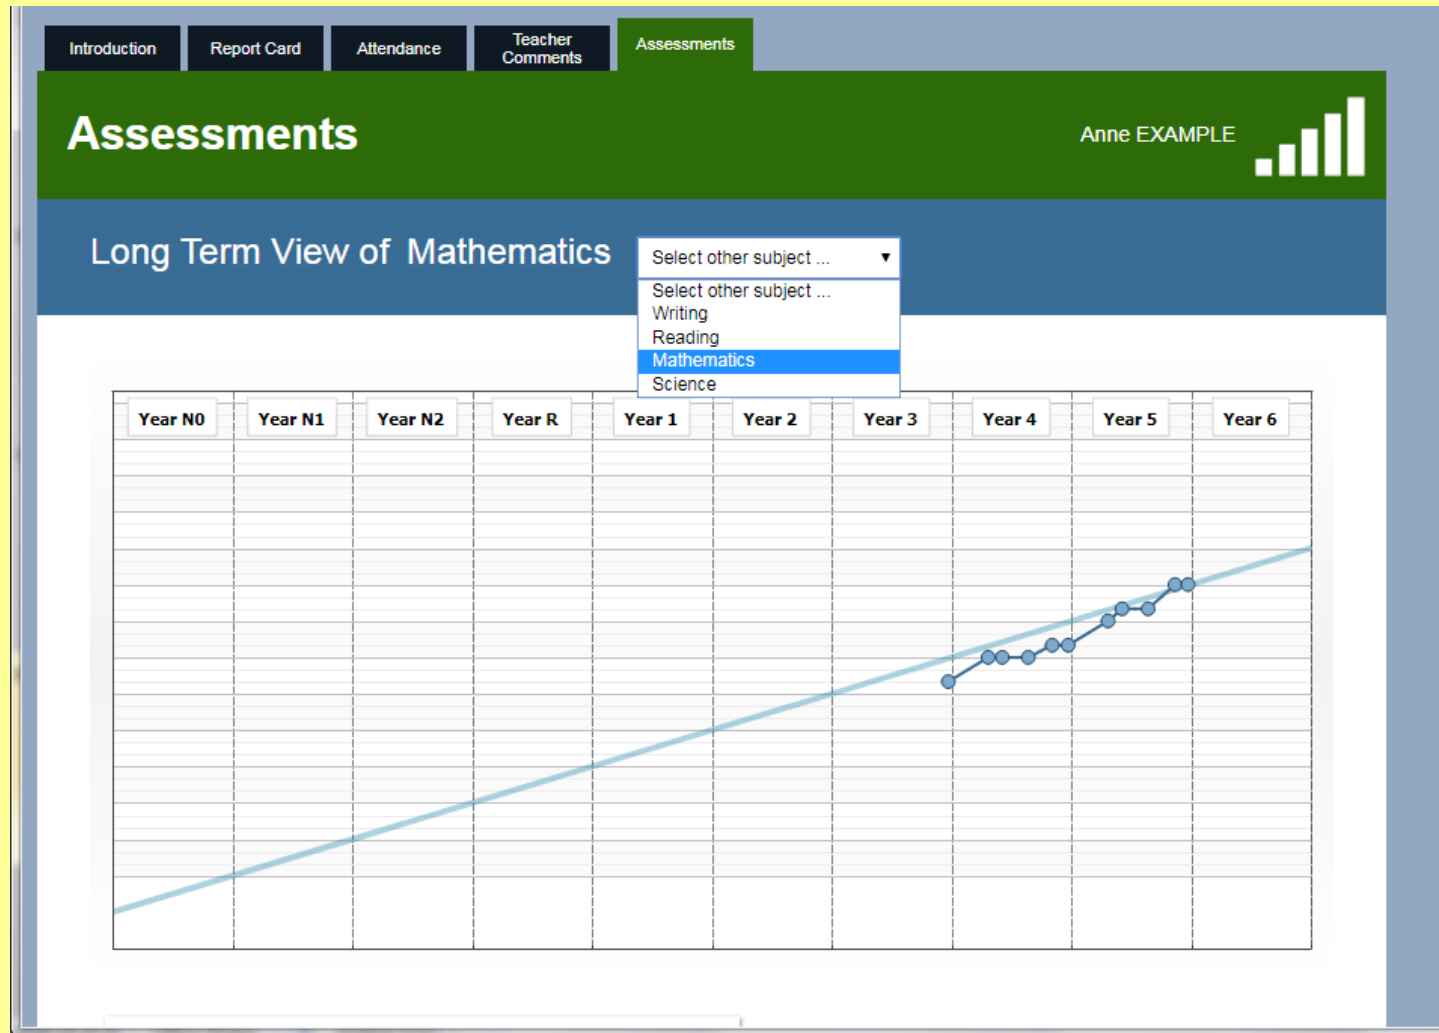 Introduction
Report Card
Attendance
Teacher
Comments
Assessments
Assessments
Anne EXAMPLE
Long Term View of Mathematics
Select other subject ...
Select other subject ...
Writing
Reading
Mathematics
Science
Year N0
Year N1
Year N2
Year R
Year 1
Year 2
Year 3
Year 4
Year 5
Year 6